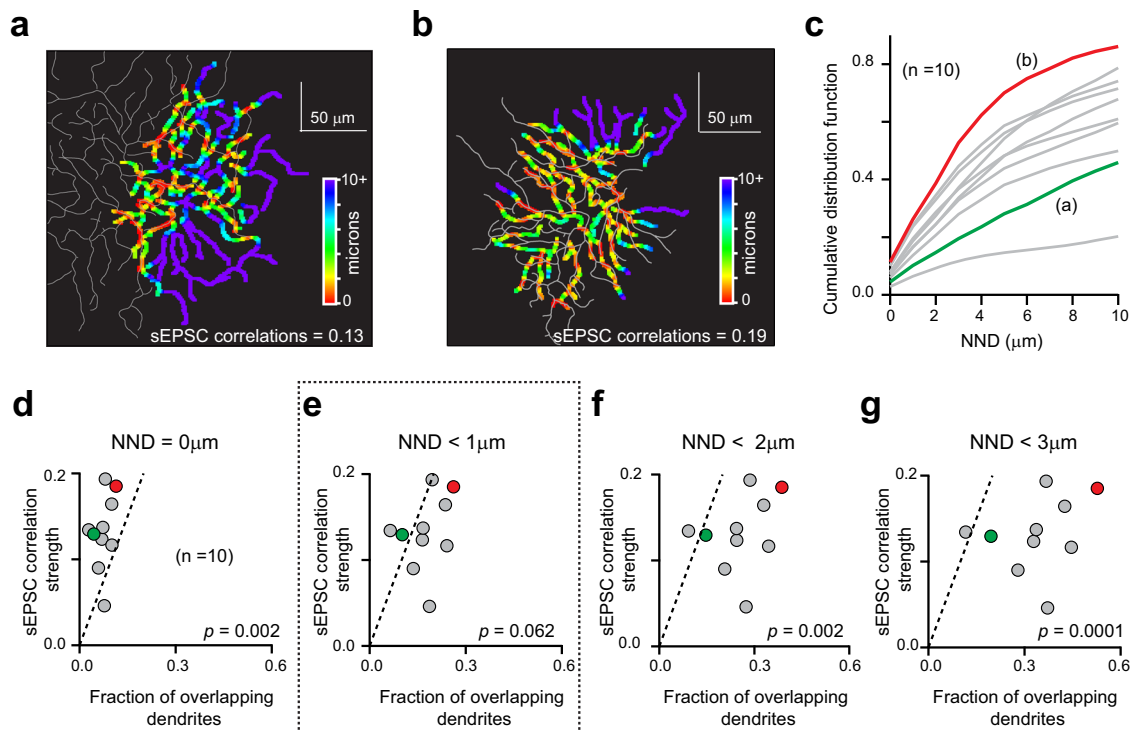 a
50 μm
10+
microns
0
sEPSC correlations = 0.13
b
50 μm
10+
microns
0
sEPSC correlations = 0.19
c
Cumulative distribution function
0.8
0.4
0.0
(n =10)
(b)
(a)
0 2 4 6 8 10
NND (μm)
d
NND = 0μm
sEPSC correlation
strength
0.2
0.0
(n =10)
p = 0.002
0.0 0.3 0.6
Fraction of overlapping
dendrites
e
NND < 1μm
sEPSC correlation
strength
0.2
0.0
p = 0.062
0.0 0.3 0.6
Fraction of overlapping
dendrites
f
NND < 2μm
sEPSC correlation
strength
0.2
0.0
p = 0.002
0.0 0.3 0.6
Fraction of overlapping
dendrites
g
NND < 3μm
sEPSC correlation
strength
0.2
0.0
p = 0.0001
0.0 0.3 0.6
Fraction of overlapping
dendrites